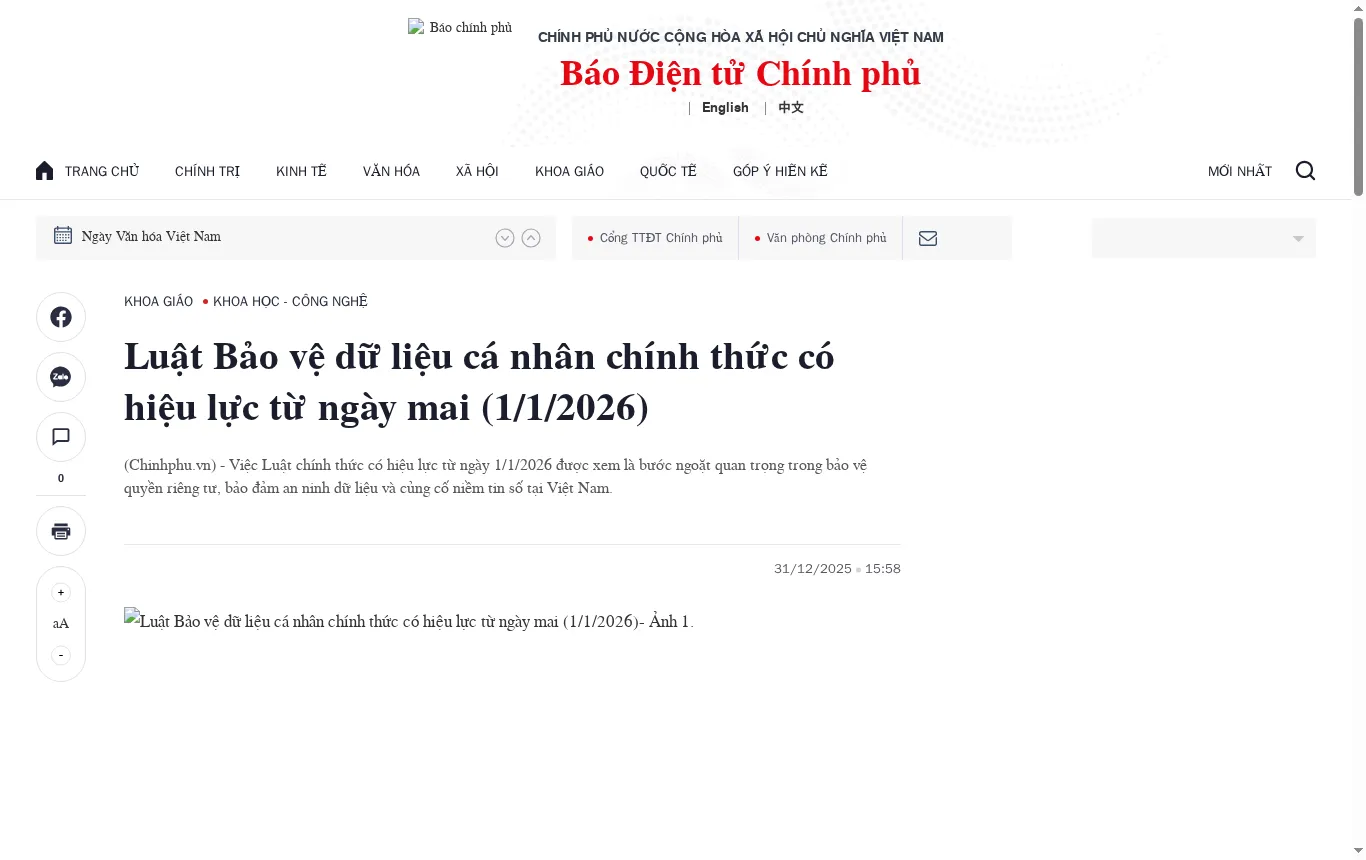 Báo chính phủ
CHÍNH PHỦ NƯỚC CỘNG HÒA XÃ HỘI CHỦ NGHĨA VIỆT NAM
Báo Điện tử Chính phủ
English
中文
TRANG CHỦ
CHÍNH TRỊ
KINH TẾ
VĂN HÓA
XÃ HỘI
KHOA GIÁO
QUỐC TẾ
GÓP Ý HIẾN KẾ
MỚI NHẤT
Ngày Văn hóa Việt Nam
Cổng TTĐT Chính phủ
Văn phòng Chính phủ
KHOA GIÁO
KHOA HỌC - CÔNG NGHỆ
Luật Bảo vệ dữ liệu cá nhân chính thức có
hiệu lực từ ngày mai (1/1/2026)
(Chinhphu.vn) - Việc Luật chính thức có hiệu lực từ ngày 1/1/2026 được xem là bước ngoặt quan trọng trong bảo vệ
quyền riêng tư, bảo đảm an ninh dữ liệu và củng cố niềm tin số tại Việt Nam.
Zalo
0
+
aA
-
31/12/2025 15:58
Luật Bảo vệ dữ liệu cá nhân chính thức có hiệu lực từ ngày mai (1/1/2026)- Ảnh 1.